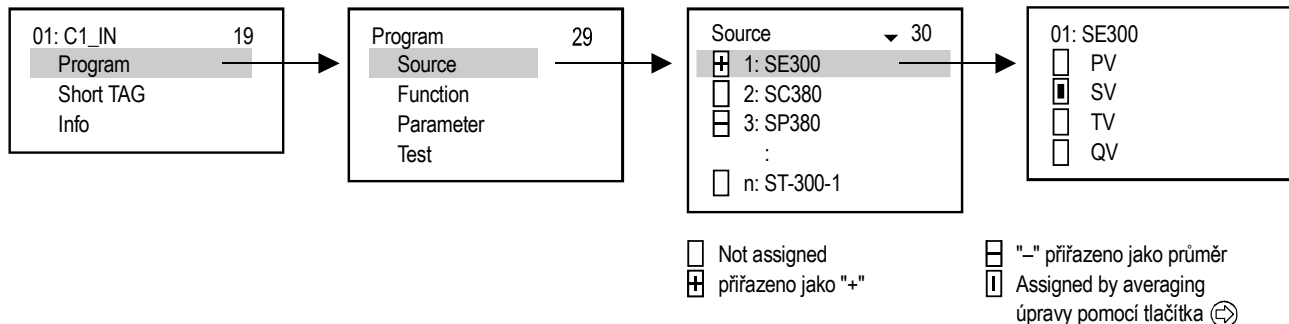 01: C1_IN 19
Program
Short TAG
Info
Program 29
Source
Function
Parameter
Test
Source 30
1: SE300
2: SC380
3: SP380
:
n: ST-300-1
01: SE300
PV
SV
TV
QV
Not assigned
přiřazeno jako "+"
"–" přiřazeno jako průměr
Assigned by averaging
úpravy pomocí tlačítka